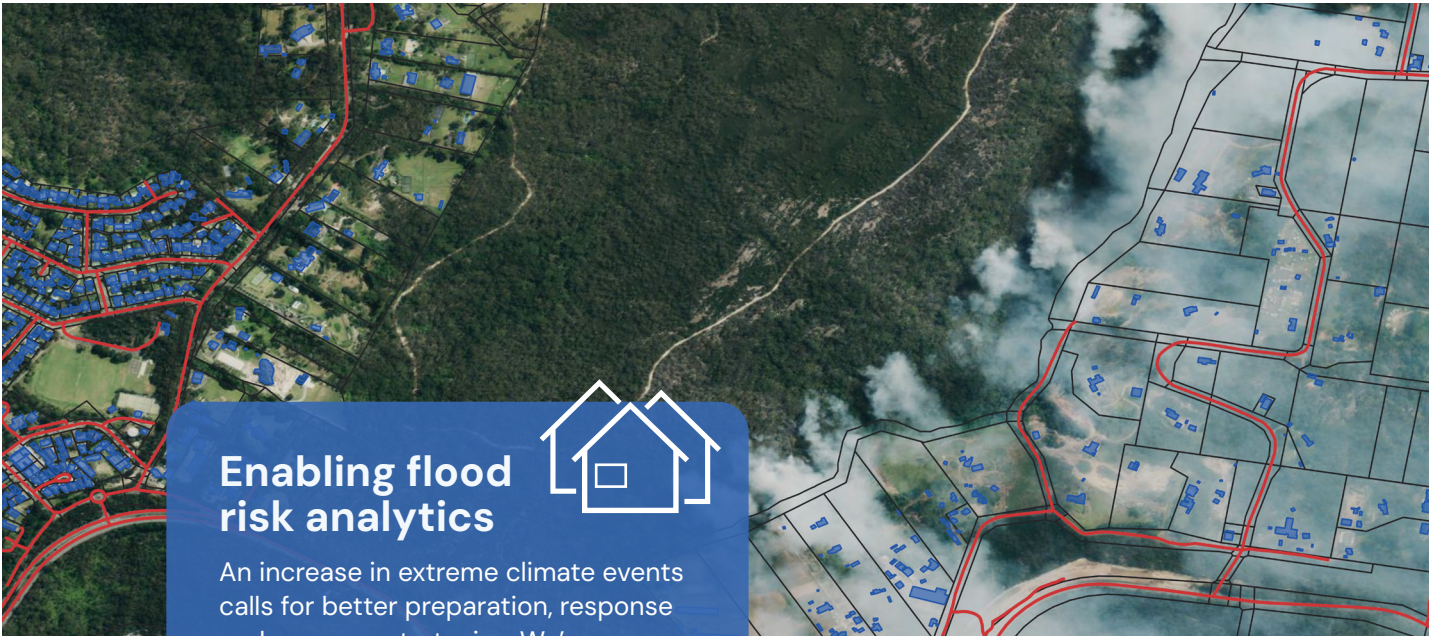 Enabling flood
risk analytics
An increase in extreme climate events
calls for better preparation, response